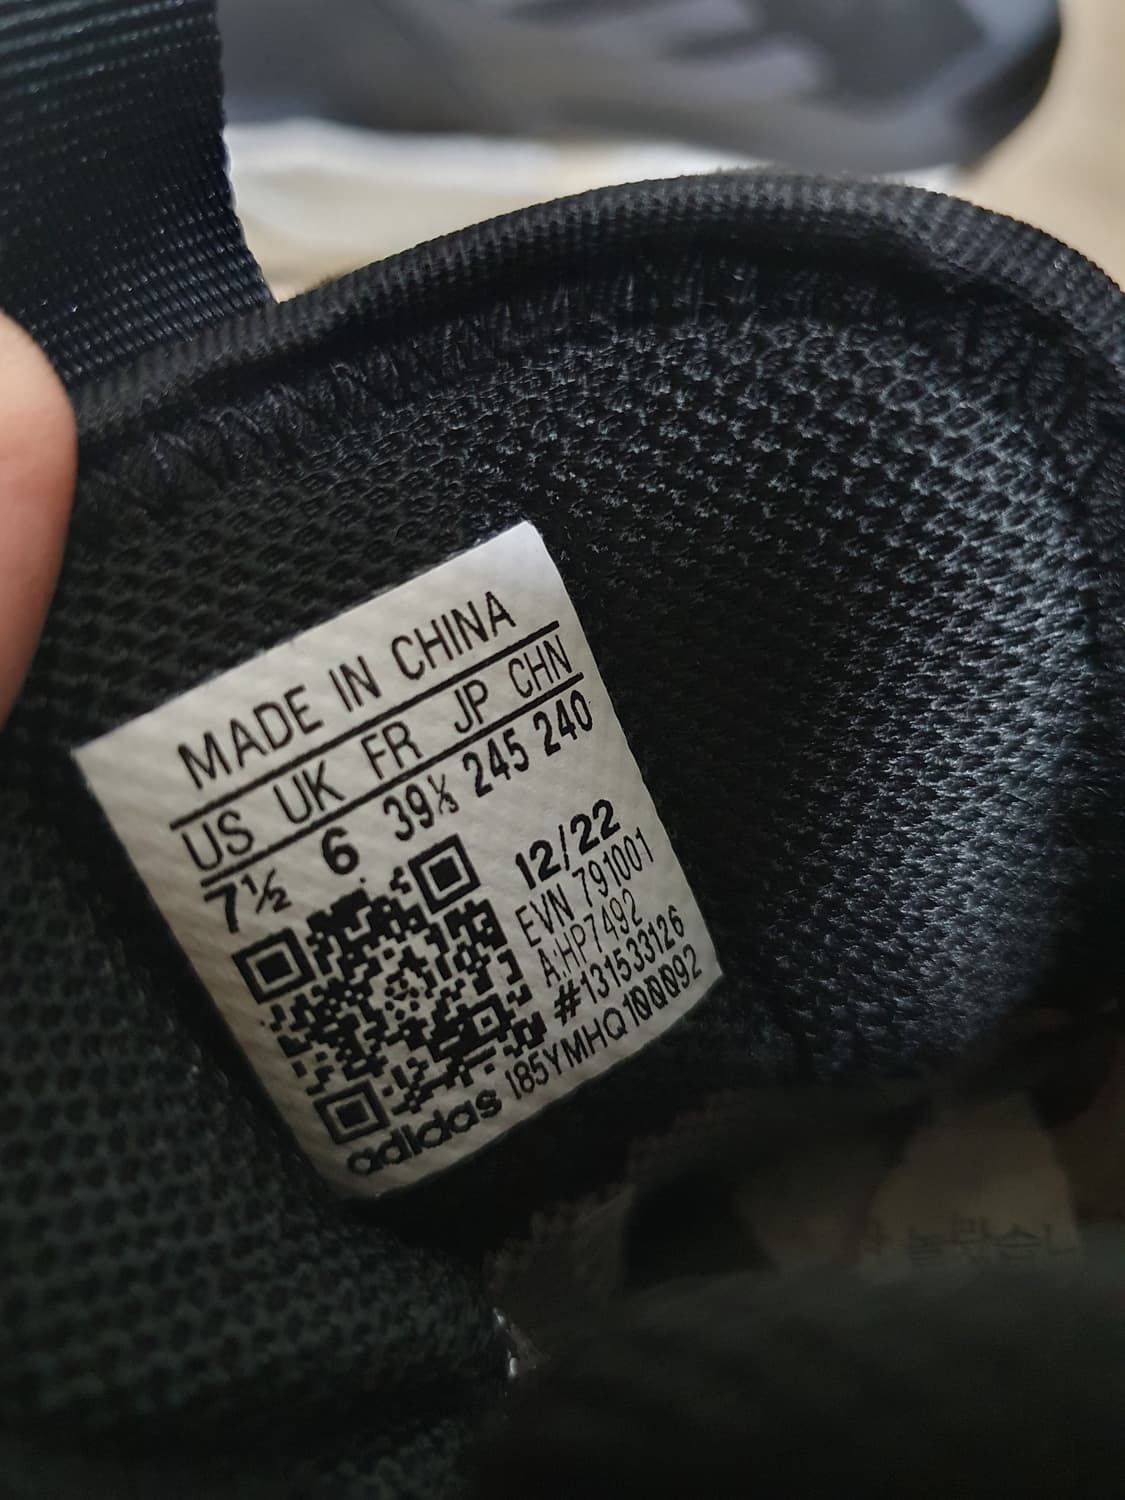 MADE IN CHINA
US UK FR JP CHN
7½ 6 39⅓ 245 240
12/22
EVN 791001
A:HP7492
#131533126
185YMHQ100092
adidas